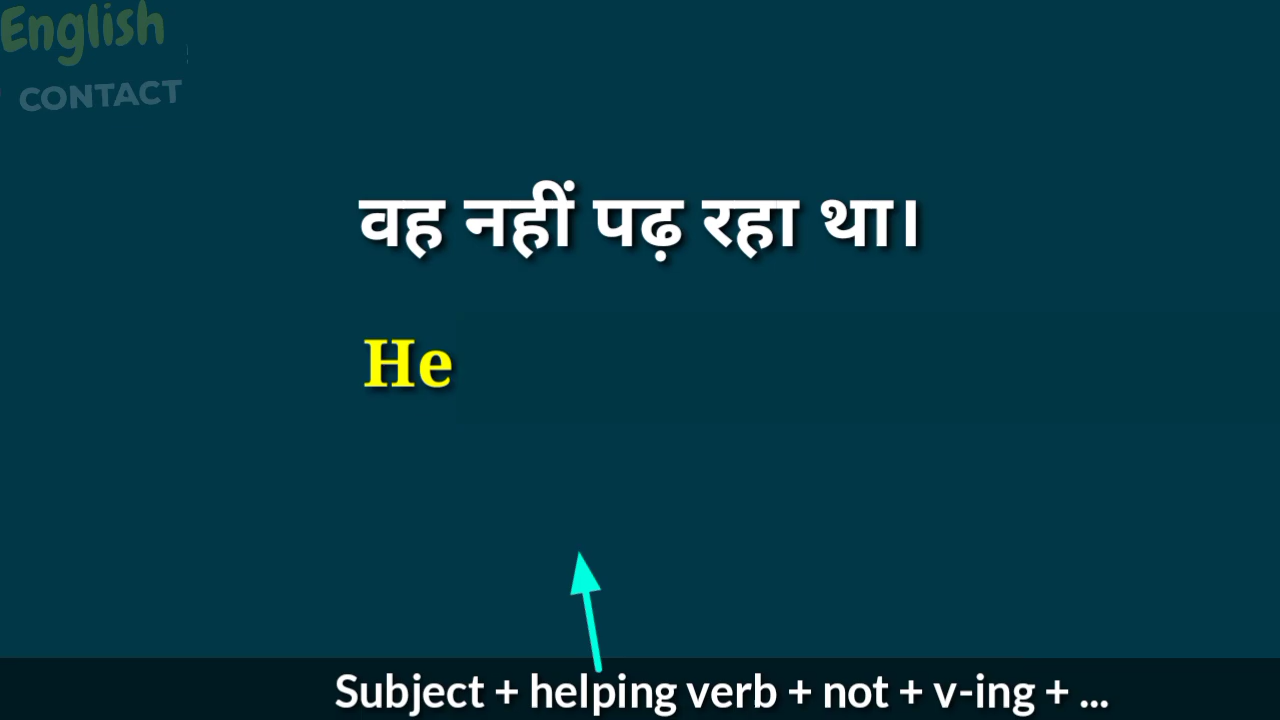 English
CONTACT
वह नहीं पढ़ रहा था।
He
Subject + helping verb + not + v-ing + ...